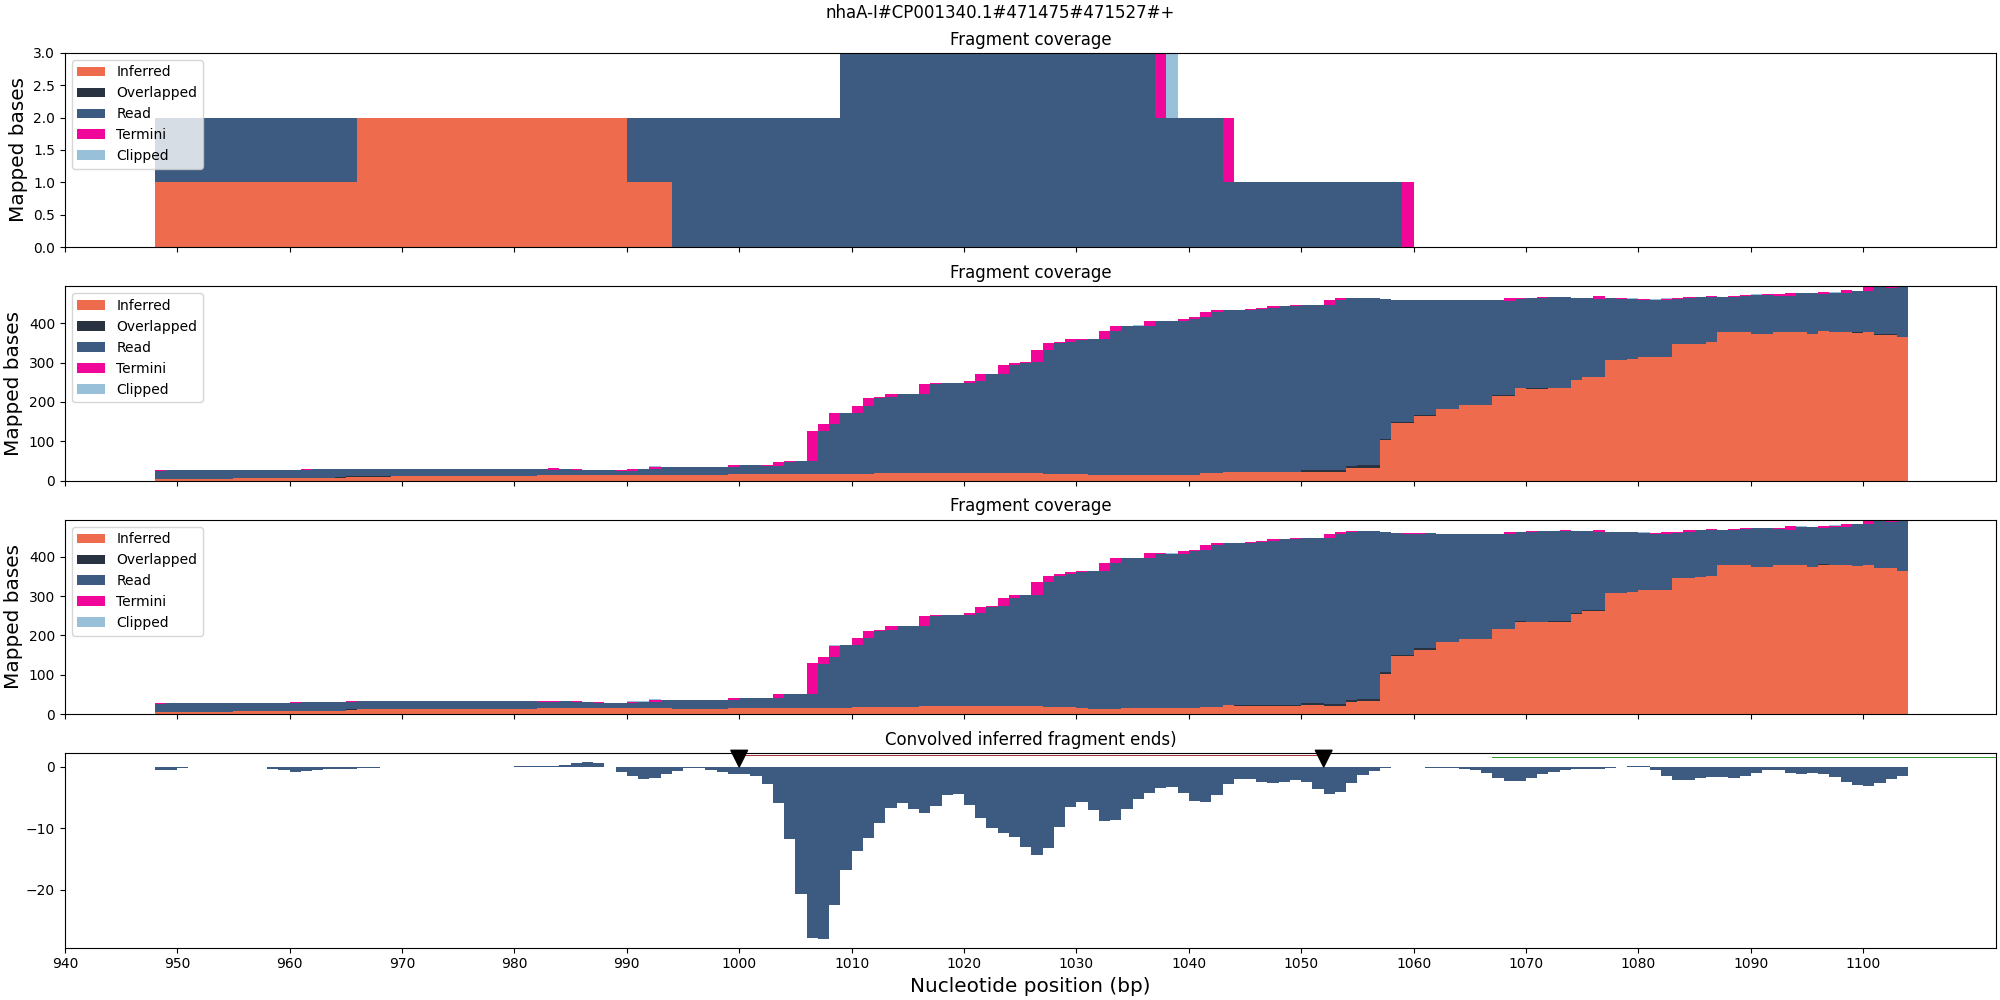 nhaA-I#CP001340.1#471475#471527#+
Fragment coverage
Mapped bases
3.0
2.5
2.0
1.5
1.0
0.5
0.0
Inferred
Overlapped
Read
Termini
Clipped
Fragment coverage
Mapped bases
400
300
200
100
0
Inferred
Overlapped
Read
Termini
Clipped
Fragment coverage
Mapped bases
400
300
200
100
0
Inferred
Overlapped
Read
Termini
Clipped
Convolved inferred fragment ends)
0
−10
−20
940 950 960 970 980 990 1000 1010 1020 1030 1040 1050 1060 1070 1080 1090 1100
Nucleotide position (bp)